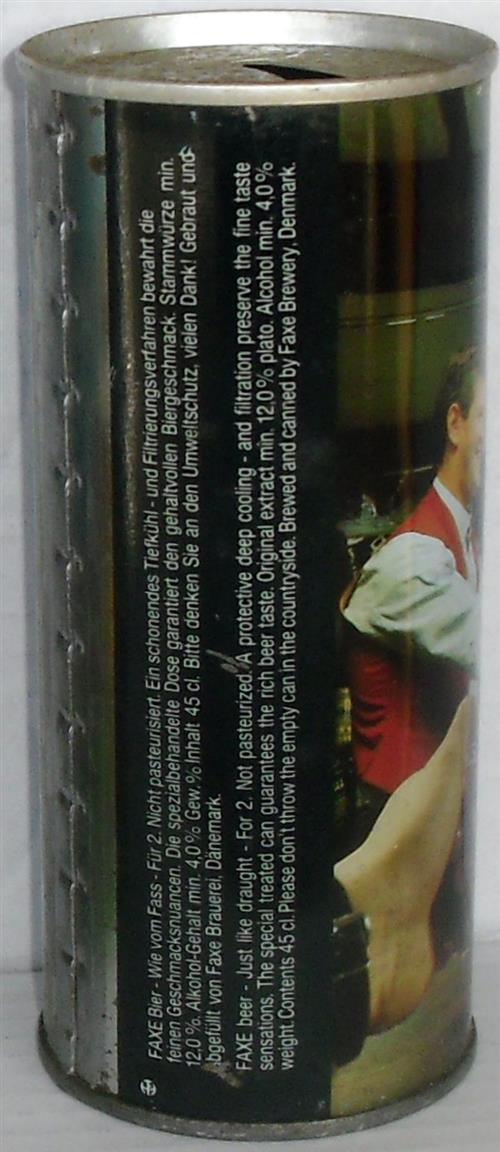 FAXE Bier - Wie vom Fass - Für 2. Nicht pasteurisiert. Ein schonendes Tiefkühl - und Filtrierungsverfahren bewahrt die
feinen Geschmacksnuancen. Die spezialbehandelte Dose garantiert den gehaltvollen Biergeschmack. Stammwürze min.
12,0 %. Alkohol-Gehalt min. 4,0 % Gew. % Inhalt 45 cl. Bitte denken Sie an den Umweltschutz, vielen Dank! Gebraut und
abgefüllt von Faxe Brauerei, Dänemark.
FAXE beer - Just like draught - For 2. Not pasteurized. A protective deep cooling - and filtration preserve the fine taste
sensations. The special treated can guarantees the rich beer taste. Original extract min. 12,0 % plato. Alcohol min. 4,0 %
weight. Contents 45 cl. Please don't throw the empty can in the countryside. Brewed and canned by Faxe Brewery, Denmark.